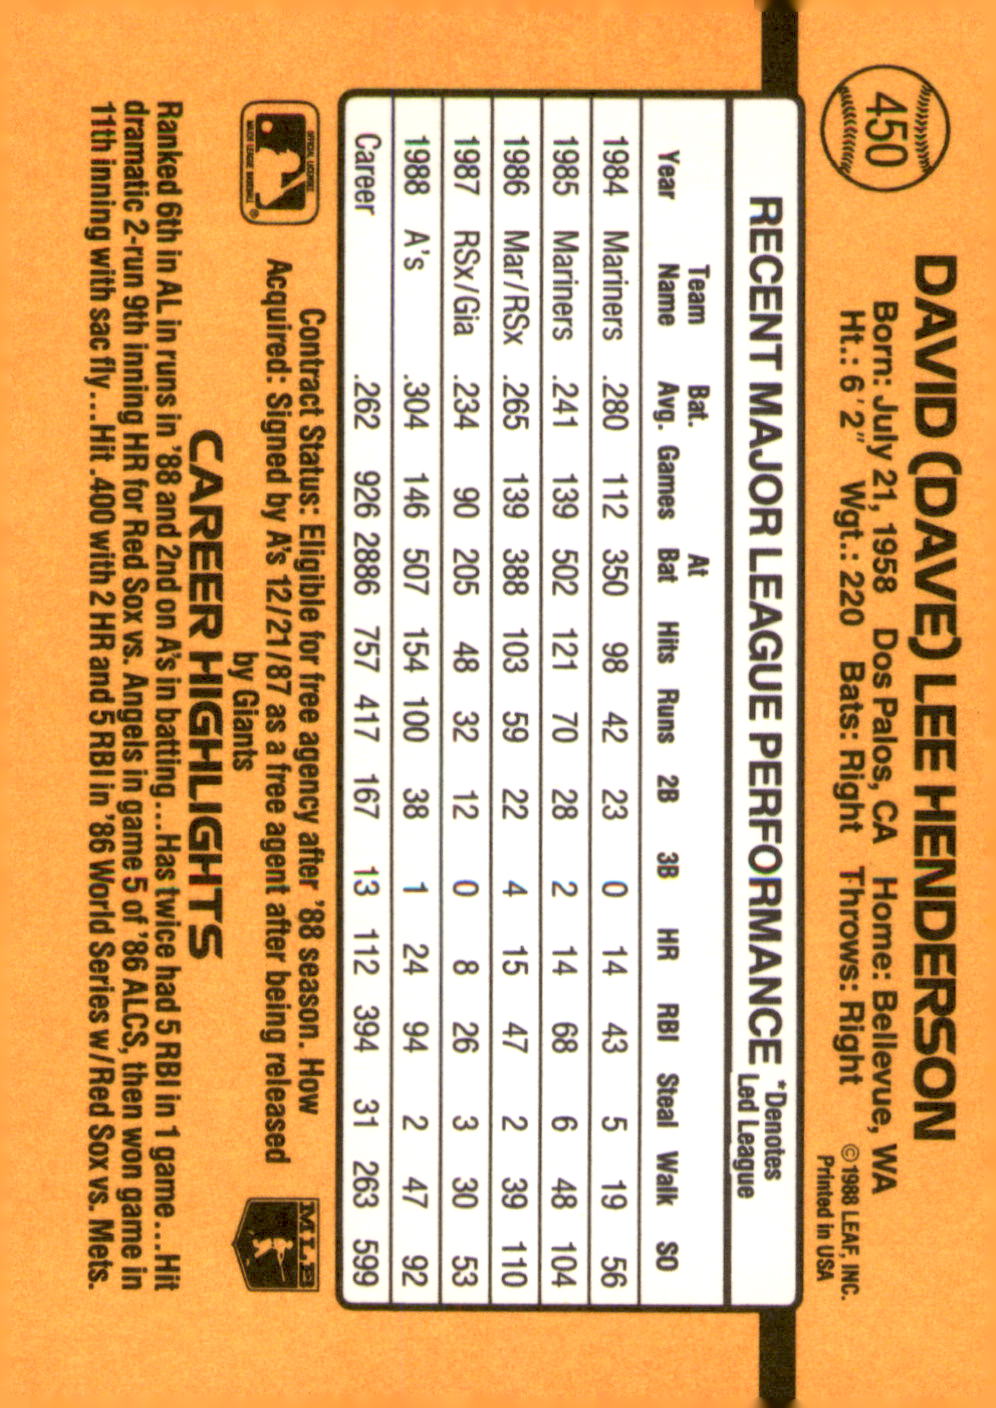 450
DAVID (DAVE) LEE HENDERSON
Born: July 21, 1958 Dos Palos, CA Home: Bellevue, WA
Ht.: 6'2" Wgt.: 220 Bats: Right Throws: Right
©1988 LEAF, INC.
Printed in USA
RECENT MAJOR LEAGUE PERFORMANCE
*Denotes
Led League
Year Team Name Bat. Avg. Games At Bat Hits Runs 2B 3B HR RBI Steal Walk SO
1984 Mariners .280 112 350 98 42 23 0 14 43 5 19 56
1985 Mariners .241 139 502 121 70 28 2 14 68 6 48 104
1986 Mar/RSx .265 139 388 103 59 22 4 15 47 2 39 110
1987 RSx/Gia .234 90 205 48 32 12 0 8 26 3 30 53
1988 A's .304 146 507 154 100 38 1 24 94 2 47 92
Career .262 926 2886 757 417 167 13 112 394 31 263 599
OFFICIAL LICENSEE
MAJOR LEAGUE BASEBALL
®
Contract Status: Eligible for free agency after '88 season. How
Acquired: Signed by A's 12/21/87 as a free agent after being released
by Giants
MLB
CAREER HIGHLIGHTS
Ranked 6th in AL in runs in '88 and 2nd on A's in batting...Has twice had 5 RBI in 1 game...Hit
dramatic 2-run 9th inning HR for Red Sox vs. Angels in game 5 of '86 ALCS, then won game in
11th inning with sac fly...Hit .400 with 2 HR and 5 RBI in '86 World Series w/Red Sox vs. Mets.